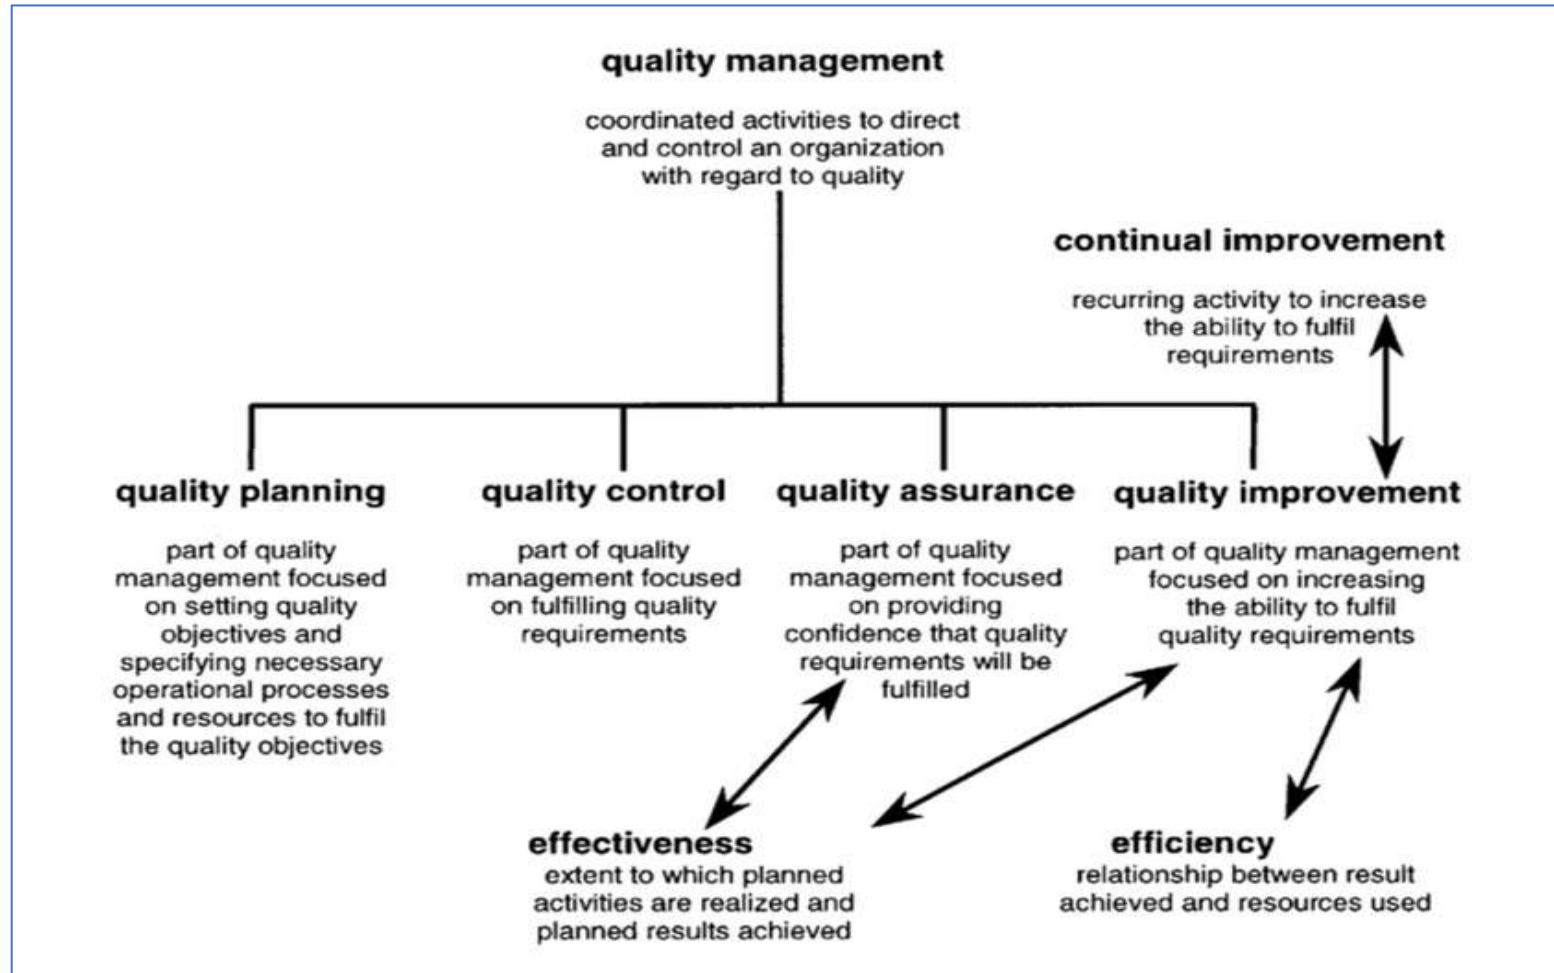 quality management
coordinated activities to direct
and control an organization
with regard to quality
continual improvement
recurring activity to increase
the ability to fulfil
requirements
quality planning
part of quality
management focused
on setting quality
objectives and
specifying necessary
operational processes
and resources to fulfil
the quality objectives
quality control
part of quality
management focused
on fulfilling quality
requirements
quality assurance
part of quality
management focused
on providing
confidence that quality
requirements will be
fulfilled
quality improvement
part of quality management
focused on increasing
the ability to fulfil
quality requirements
effectiveness
extent to which planned
activities are realized and
planned results achieved
efficiency
relationship between result
achieved and resources used